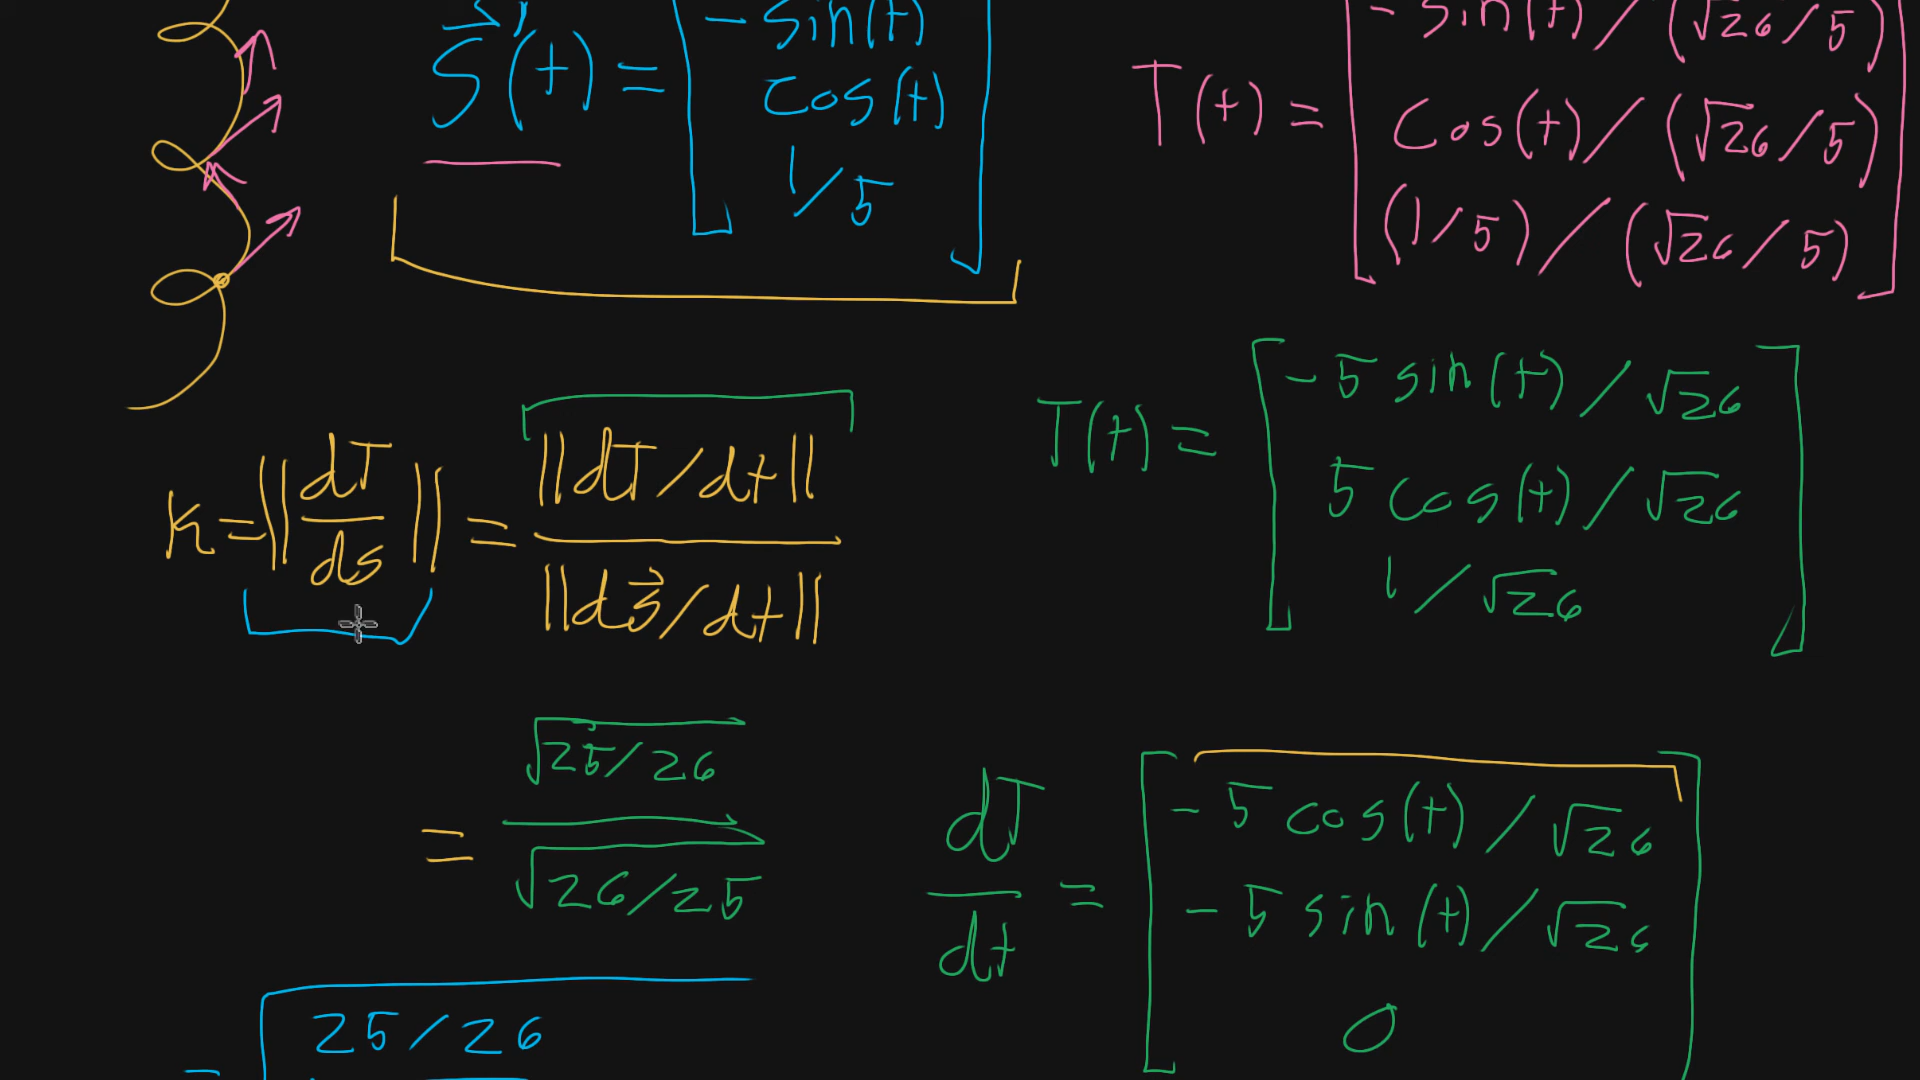 s⃗'(t) = [ -sin(t)
cos(t)
1/5 ]
T(t) = [ -sin(t)/(√26/5)
cos(t)/(√26/5)
(1/5)/(√26/5) ]
T(t) = [ -5 sin(t)/√26
5 cos(t)/√26
1/√26 ]
κ = ||dT/ds|| = ||dT/dt|| / ||ds⃗/dt||
= √25/26 / √26/25
dT/dt = [ -5 cos(t)/√26
-5 sin(t)/√26
0 ]
= 25/26